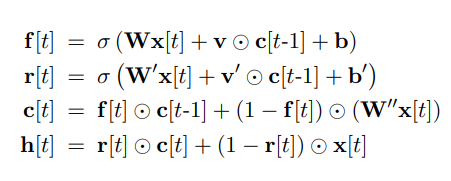 f[t] = σ (Wx[t] + v ⊙ c[t-1] + b)
r[t] = σ (W′x[t] + v′ ⊙ c[t-1] + b′)
c[t] = f[t] ⊙ c[t-1] + (1 − f[t]) ⊙ (W″x[t])
h[t] = r[t] ⊙ c[t] + (1 − r[t]) ⊙ x[t]